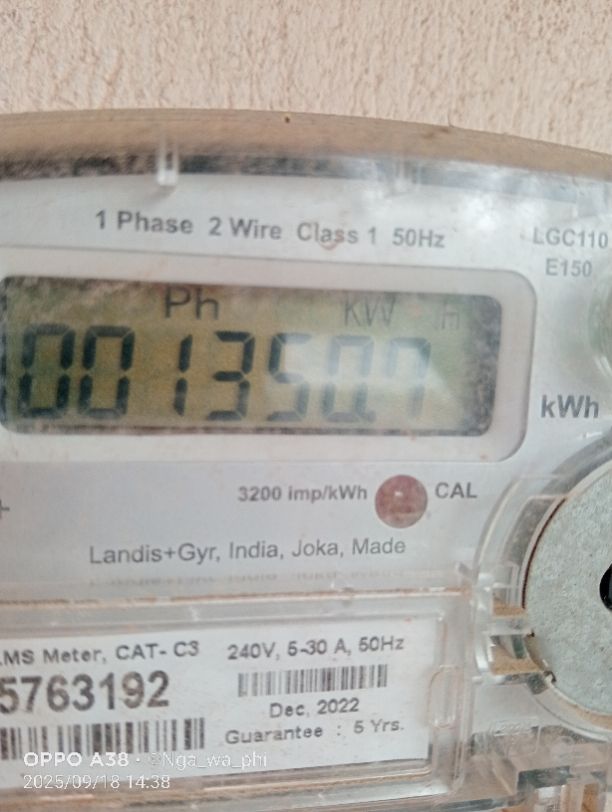 1 Phase 2 Wire Class 1 50Hz
LGC110
E150
Ph kW h
001350.7
kWh
3200 imp/kWh CAL
Landis+Gyr, India, Joka, Made
MS Meter, CAT- C3
240V, 5-30 A, 50Hz
5763192
Dec, 2022
Guarantee : 5 Yrs.
OPPO A38 · @Nga_wa_phi
2025/09/18 14:38